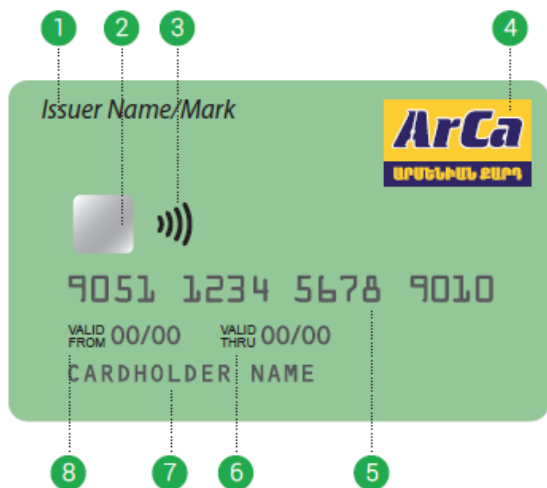 1 2 3 4
Issuer Name/Mark
ArCa
ԱՐՄԵՆԻԱՆ ՔԱՐԴ
9051 1234 5678 9010
VALID FROM 00/00 VALID THRU 00/00
CARDHOLDER NAME
8 7 6 5